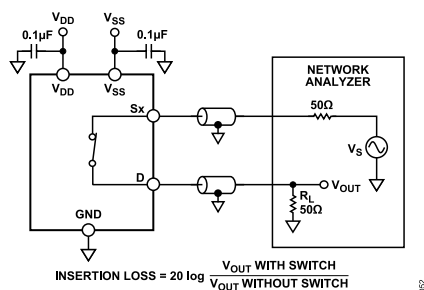 VDD
VSS
0.1µF
0.1µF
VDD
VSS
NETWORK
ANALYZER
Sx
50Ω
VS
D
VOUT
RL
50Ω
GND
INSERTION LOSS = 20 log VOUT WITH SWITCH
VOUT WITHOUT SWITCH